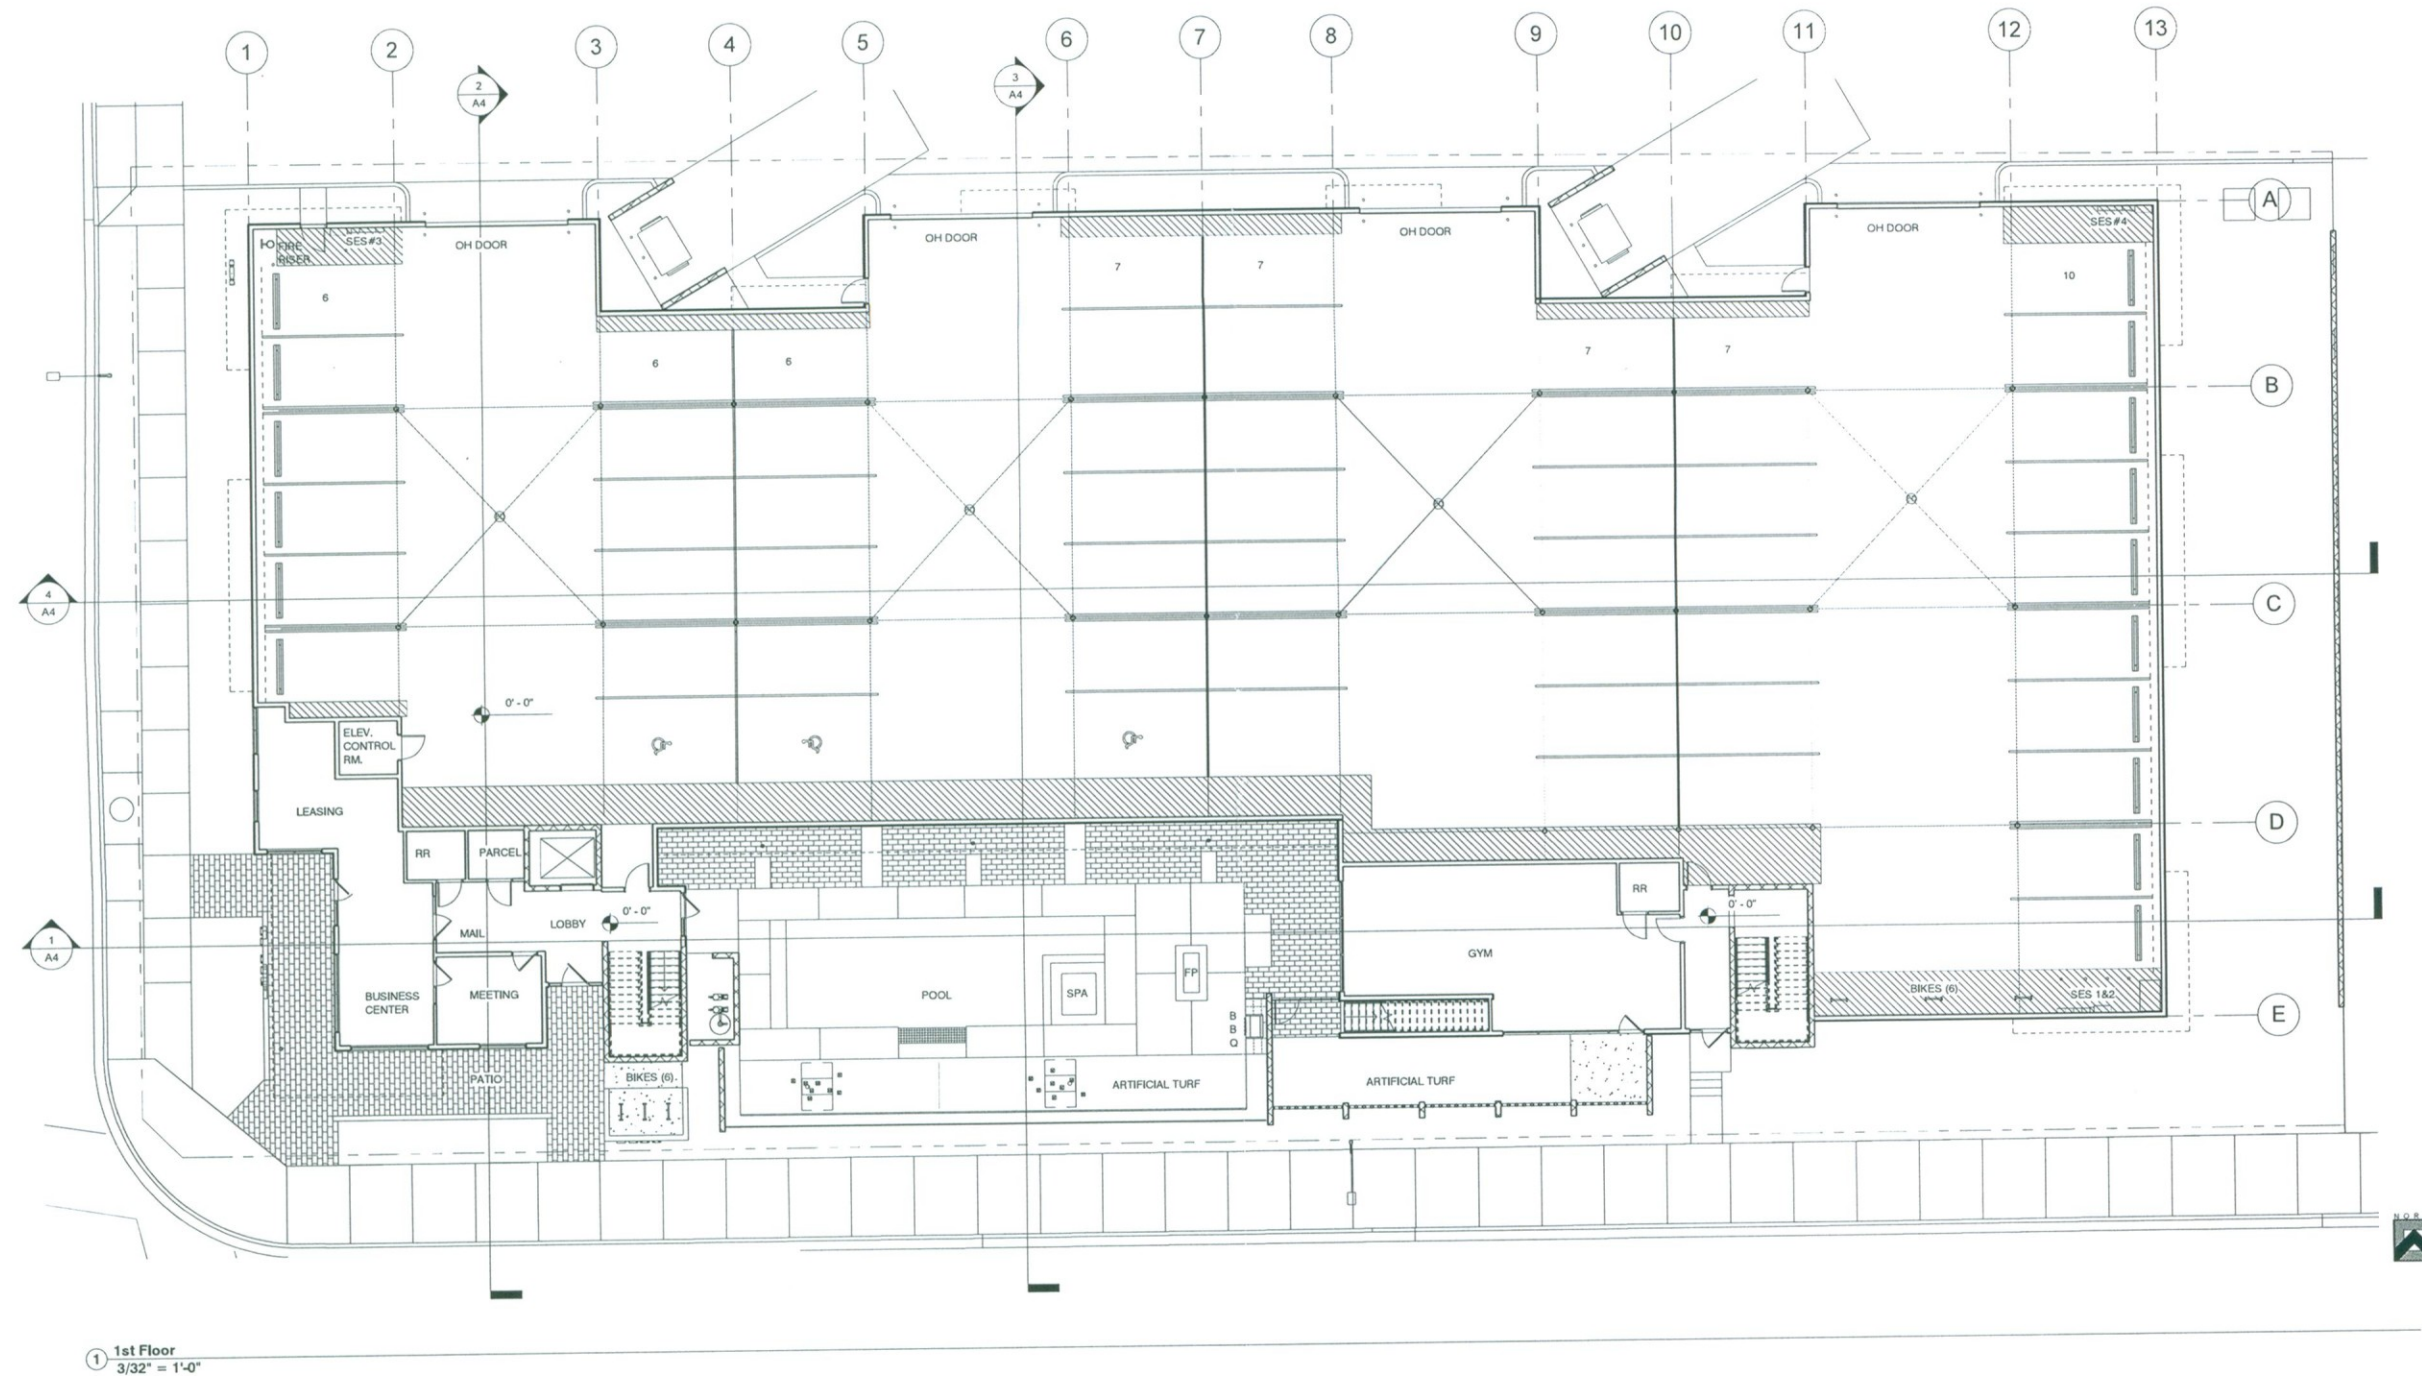 1
2
3
4
5
6
7
8
9
10
11
12
13
2
A4
3
A4
A
SES#3
OH DOOR
OH DOOR
OH DOOR
OH DOOR
SES#4
FIRE
RISER
6
7
7
10
6
6
7
7
B
4
A4
C
0' - 0"
ELEV.
CONTROL
RM.
LEASING
D
RR
PARCEL
RR
0' - 0"
0' - 0"
LOBBY
MAIL
1
A4
GYM
FP
POOL
SPA
BUSINESS
CENTER
MEETING
BIKES (6)
SES 1&2
E
B
B
Q
PATIO
BIKES (6)
ARTIFICIAL TURF
ARTIFICIAL TURF
N O R
1
1st Floor
3/32" = 1'-0"